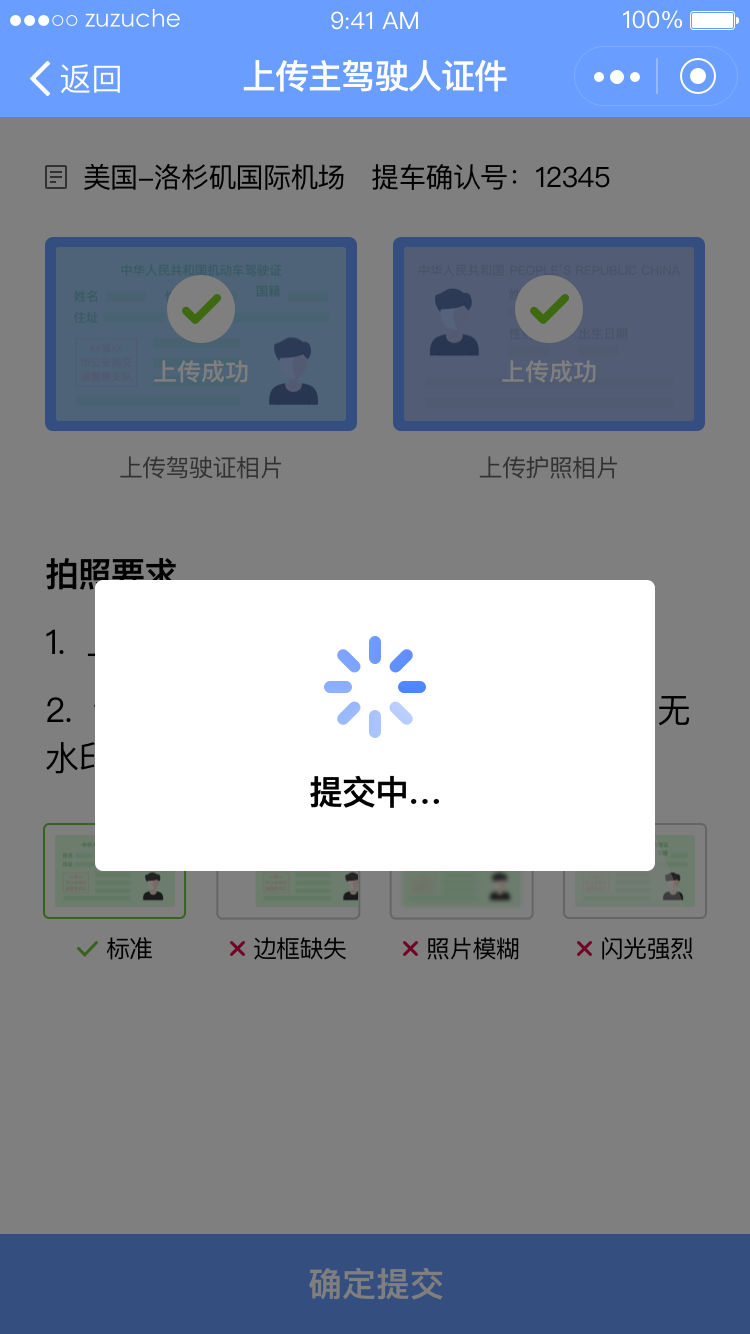 zuzuche 9:41 AM 100%
返回 上传主驾驶人证件
美国–洛杉矶国际机场 提车确认号：12345
中华人民共和国机动车驾驶证
姓名 国籍
住址
上传成功
中华人民共和国 PEOPLE'S REPUBLIC CHINA
出生日期
上传成功
上传驾驶证相片 上传护照相片
拍照要求
1.
2. 无
水印
提交中...
标准 边框缺失 照片模糊 闪光强烈
确定提交